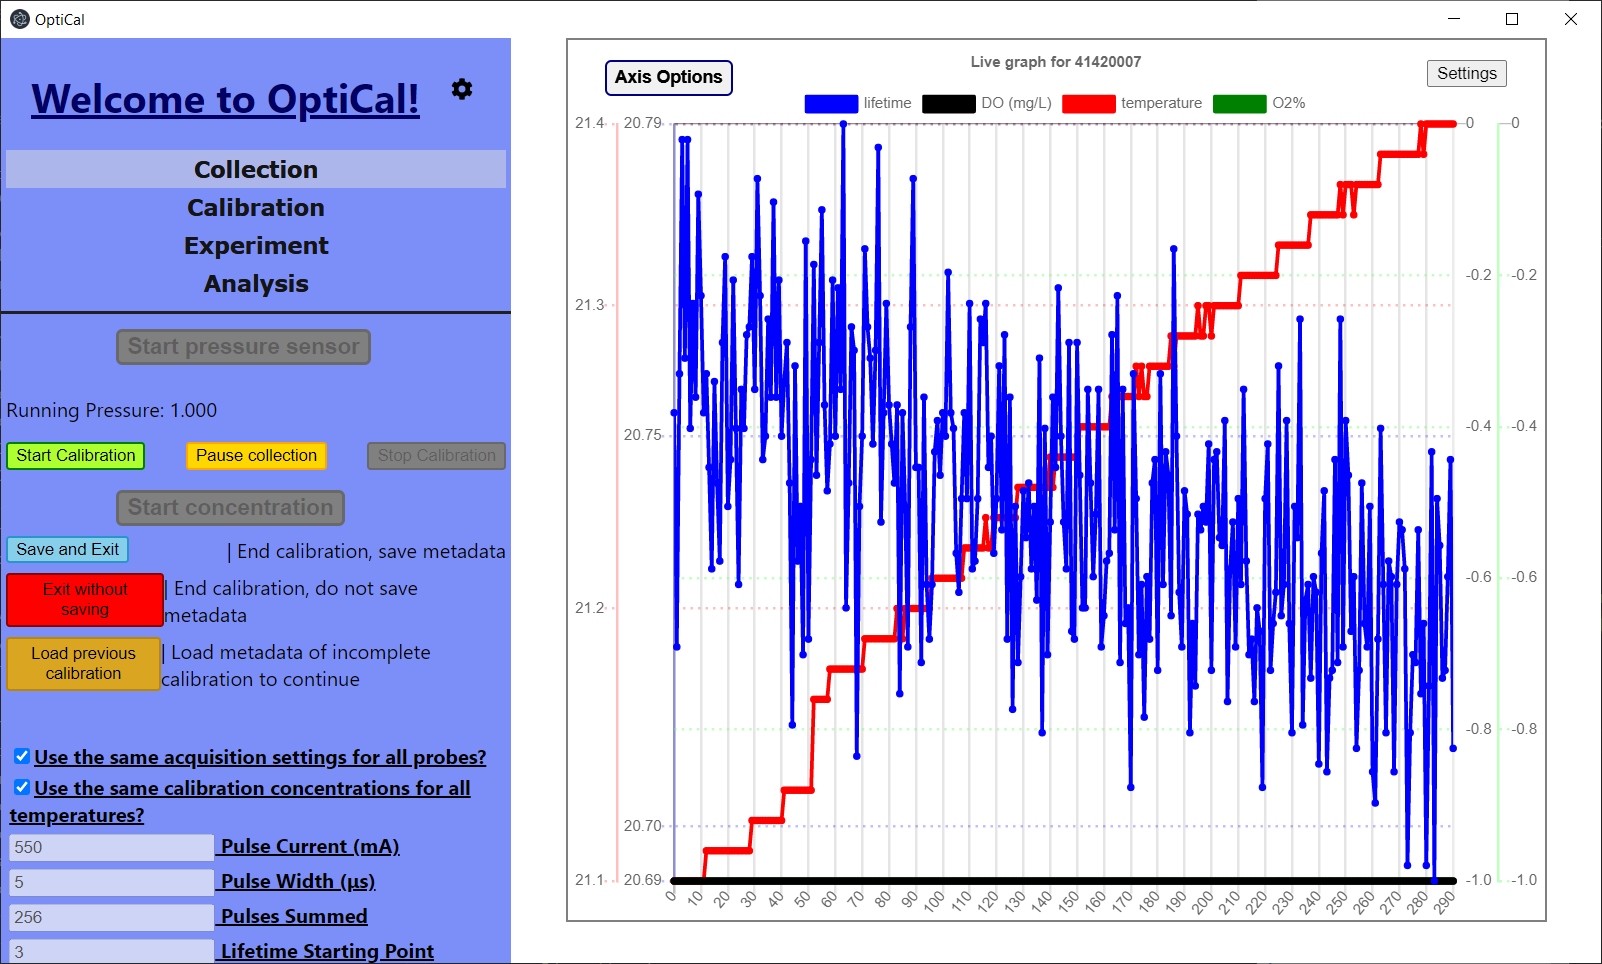 OptiCal
Welcome to OptiCal!
Collection
Calibration
Experiment
Analysis
Start pressure sensor
Running Pressure: 1.000
Start Calibration
Pause collection
Stop Calibration
Start concentration
Save and Exit
| End calibration, save metadata
Exit without
saving
| End calibration, do not save
metadata
Load previous
calibration
| Load metadata of incomplete
calibration to continue
Use the same acquisition settings for all probes?
Use the same calibration concentrations for all
temperatures?
550 Pulse Current (mA)
5 Pulse Width (µs)
256 Pulses Summed
3 Lifetime Starting Point
Axis Options
Live graph for 41420007
Settings
lifetime DO (mg/L) temperature O2%
21.4 20.79 0 0
-0.2 -0.2
21.3
20.75 -0.4 -0.4
-0.6 -0.6
21.2
-0.8 -0.8
20.70
21.1 20.69 -1.0 -1.0
0 10 20 30 40 50 60 70 80 90 100 110 120 130 140 150 160 170 180 190 200 210 220 230 240 250 260 270 280 290